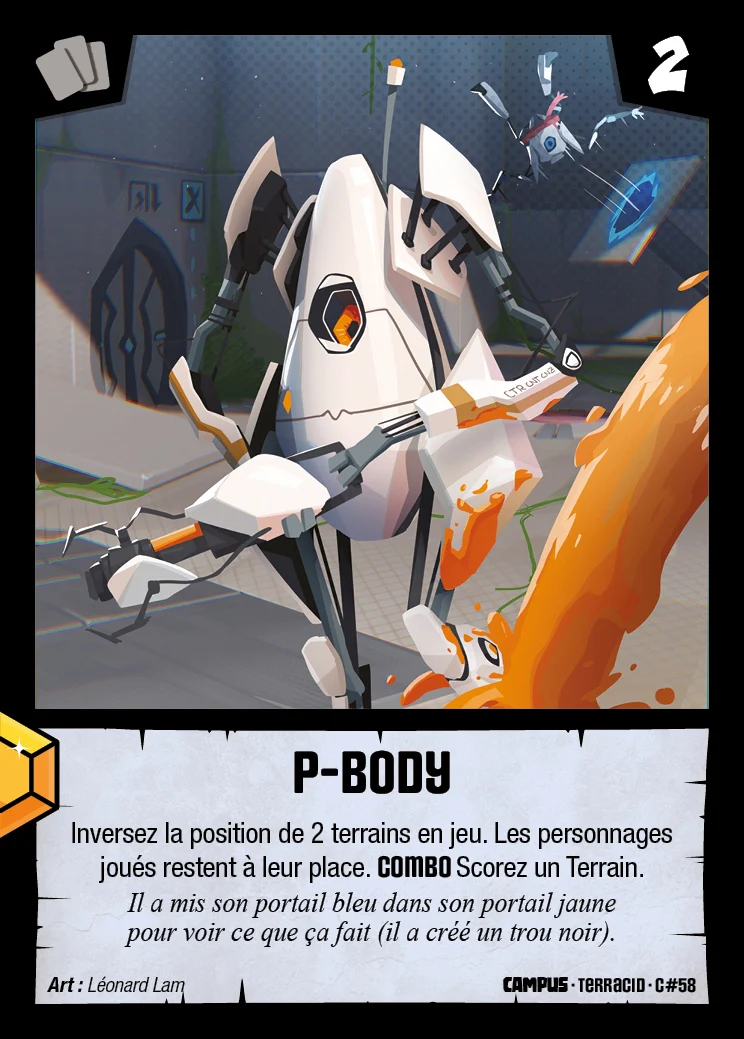 2
P-BODY
Inversez la position de 2 terrains en jeu. Les personnages
joués restent à leur place. COMBO Scorez un Terrain.
Il a mis son portail bleu dans son portail jaune
pour voir ce que ça fait (il a créé un trou noir).
Art : Léonard Lam
CAMPUS · TERRACID · C#58